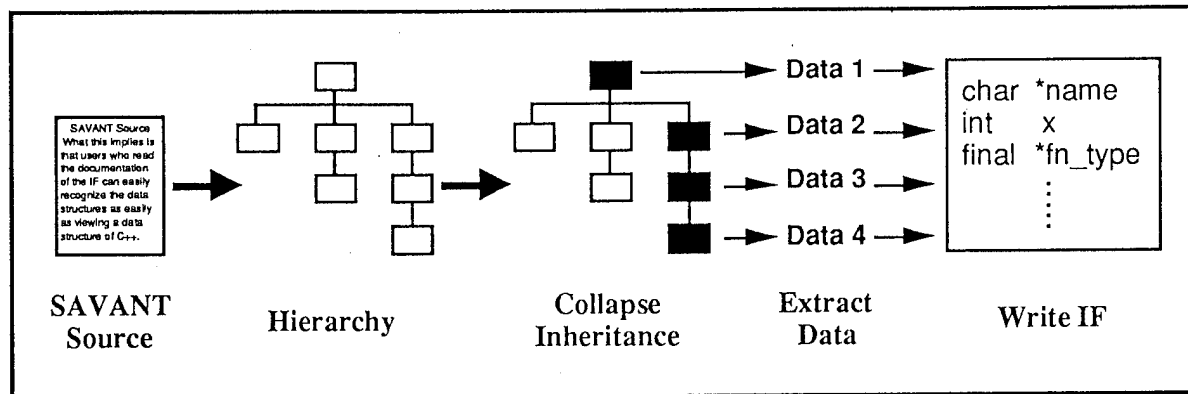 SAVANT Source
What this implies is
that users who read
the documentation
of the IF can easily
recognize the data
structures as easily
as viewing a data
structure of C++.
Data 1
Data 2
Data 3
Data 4
char *name
int x
final *fn_type
SAVANT
Source
Hierarchy
Collapse
Inheritance
Extract
Data
Write IF